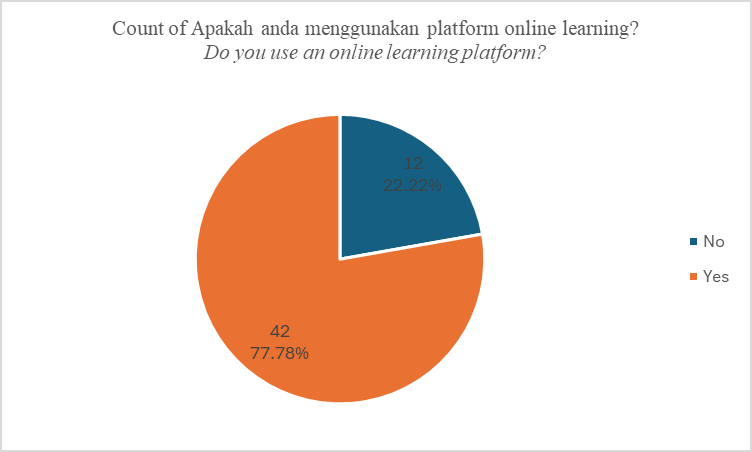 Count of Apakah anda menggunakan platform online learning?
Do you use an online learning platform?
12
22.22%
42
77.78%
No
Yes